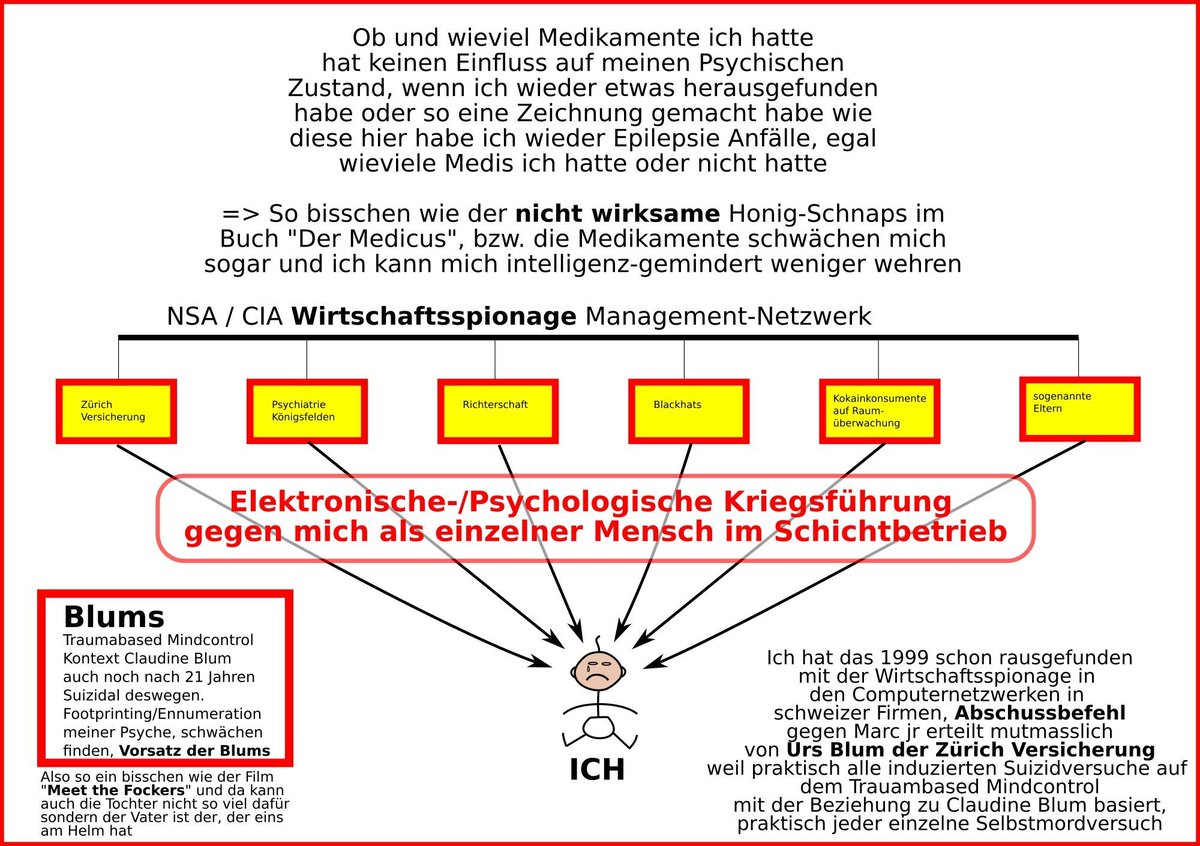 Ob und wieviel Medikamente ich hatte
hat keinen Einfluss auf meinen Psychischen
Zustand, wenn ich wieder etwas herausgefunden
habe oder so eine Zeichnung gemacht habe wie
diese hier habe ich wieder Epilepsie Anfälle, egal
wieviele Medis ich hatte oder nicht hatte
=> So bisschen wie der nicht wirksame Honig-Schnaps im
Buch "Der Medicus", bzw. die Medikamente schwächen mich
sogar und ich kann mich intelligenz-gemindert weniger wehren
NSA / CIA Wirtschaftsspionage Management-Netzwerk
Zürich
Versicherung
Psychiatrie
Königsfelden
Richterschaft
Blackhats
Kokainkonsumente
auf Raum-
überwachung
sogenannte
Eltern
Elektronische-/Psychologische Kriegsführung
gegen mich als einzelner Mensch im Schichtbetrieb
Blums
Traumabased Mindcontrol
Kontext Claudine Blum
auch noch nach 21 Jahren
Suizidal deswegen.
Footprinting/Ennumeration
meiner Psyche, schwächen
finden, Vorsatz der Blums
Also so ein bisschen wie der Film
"Meet the Fockers" und da kann
auch die Tochter nicht so viel dafür
sondern der Vater ist der, der eins
am Helm hat
ICH
Ich hat das 1999 schon rausgefunden
mit der Wirtschaftsspionage in
den Computernetzwerken in
schweizer Firmen, Abschussbefehl
gegen Marc jr erteilt mutmasslich
von Urs Blum der Zürich Versicherung
weil praktisch alle induzierten Suizidversuche auf
dem Trauambased Mindcontrol
mit der Beziehung zu Claudine Blum basiert,
praktisch jeder einzelne Selbstmordversuch